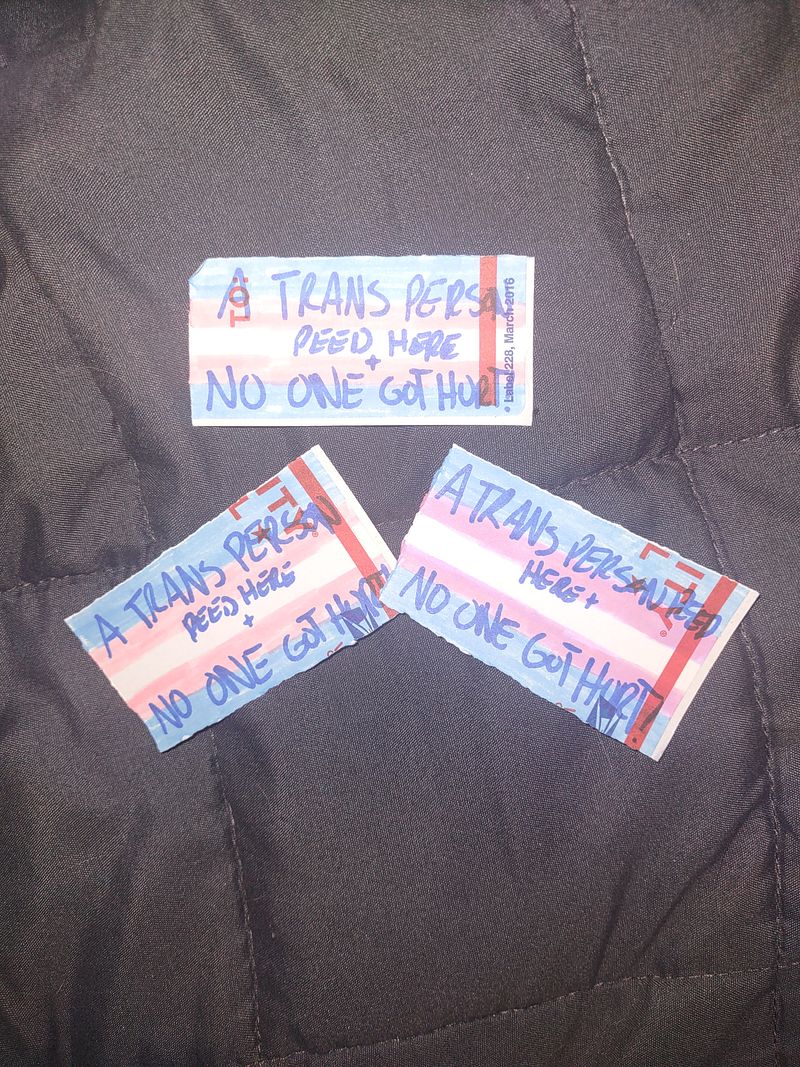 A TRANS PERSON
PEED HERE
+
NO ONE GOT HURT.
Label 228, March 2016
TO:
A TRANS PERSON
PEED HERE
+
NO ONE GOT HURT!
A TRANS PERSON PEED
HERE +
NO ONE GOT HURT!